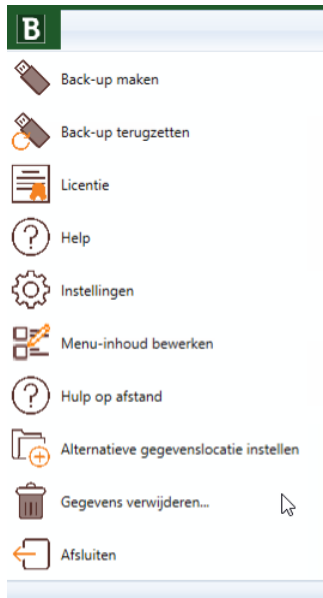 B
Back-up maken
Back-up terugzetten
Licentie
Help
Instellingen
Menu-inhoud bewerken
Hulp op afstand
Alternatieve gegevenslocatie instellen
Gegevens verwijderen...
Afsluiten